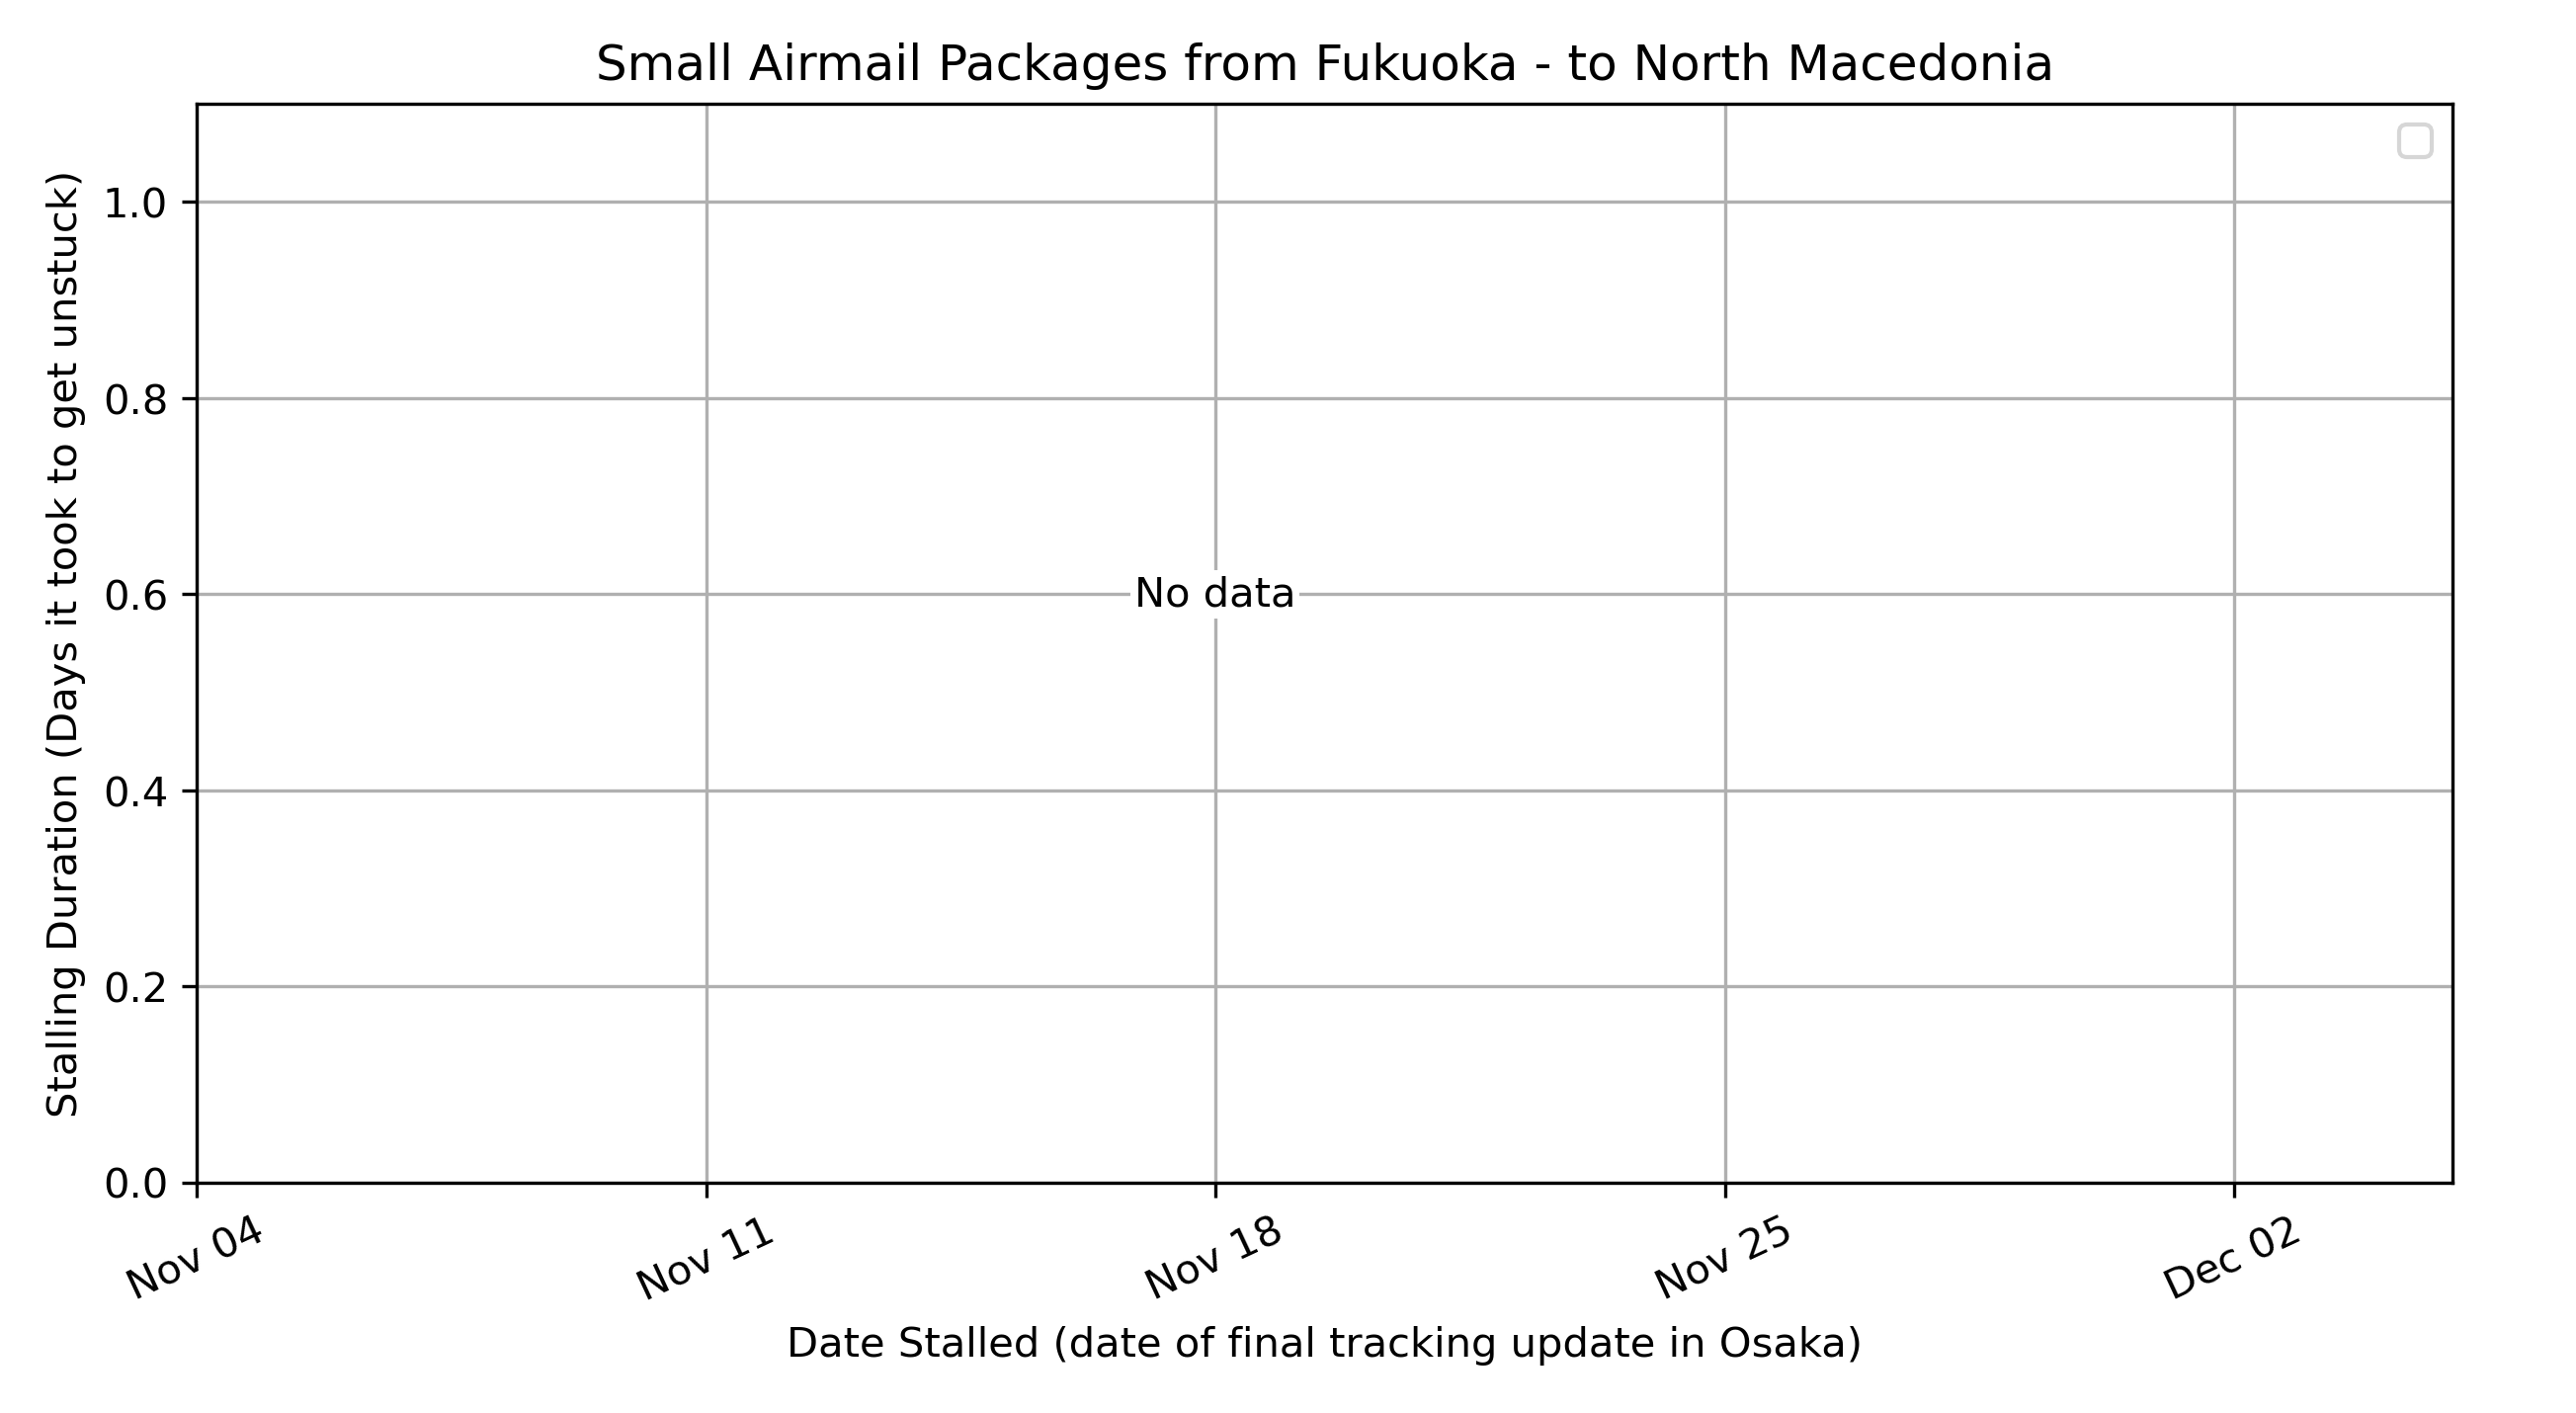 Small Airmail Packages from Fukuoka - to North Macedonia
Stalling Duration (Days it took to get unstuck)
1.0
0.8
0.6
0.4
0.2
0.0
No data
Nov 04
Nov 11
Nov 18
Nov 25
Dec 02
Date Stalled (date of final tracking update in Osaka)